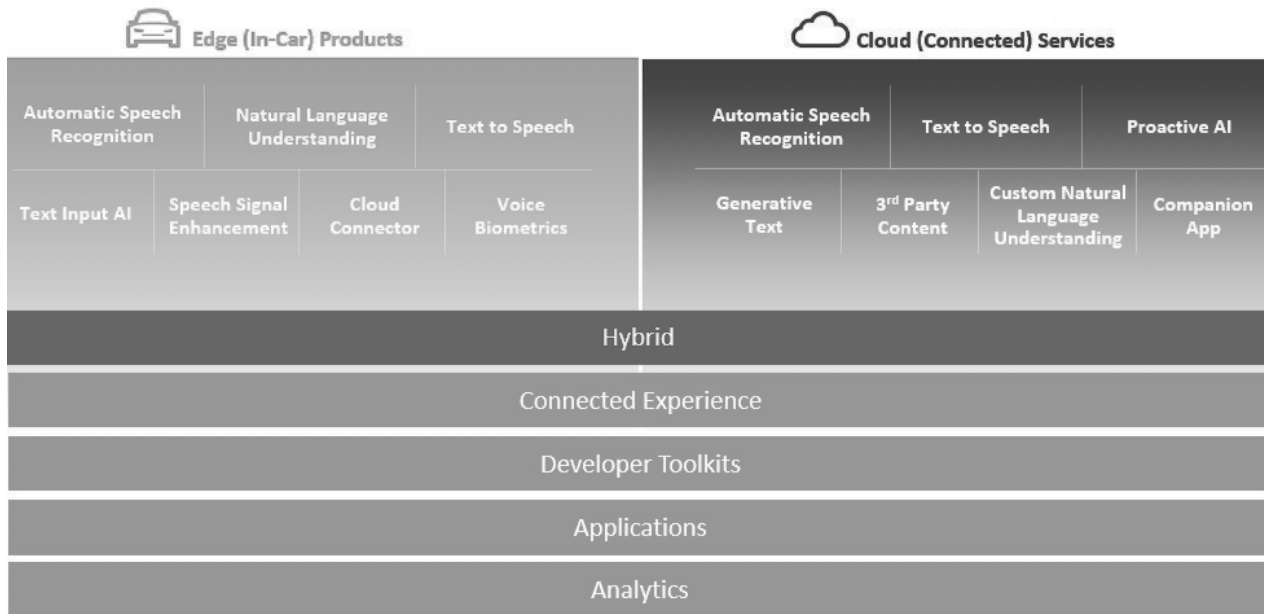 Edge (In-Car) Products
Automatic Speech
Recognition
Natural Language
Understanding
Text to Speech
Text Input AI
Speech Signal
Enhancement
Cloud
Connector
Voice
Biometrics
Cloud (Connected) Services
Automatic Speech
Recognition
Text to Speech
Proactive AI
Generative
Text
3rd Party
Content
Custom Natural
Language
Understanding
Companion
App
Hybrid
Connected Experience
Developer Toolkits
Applications
Analytics